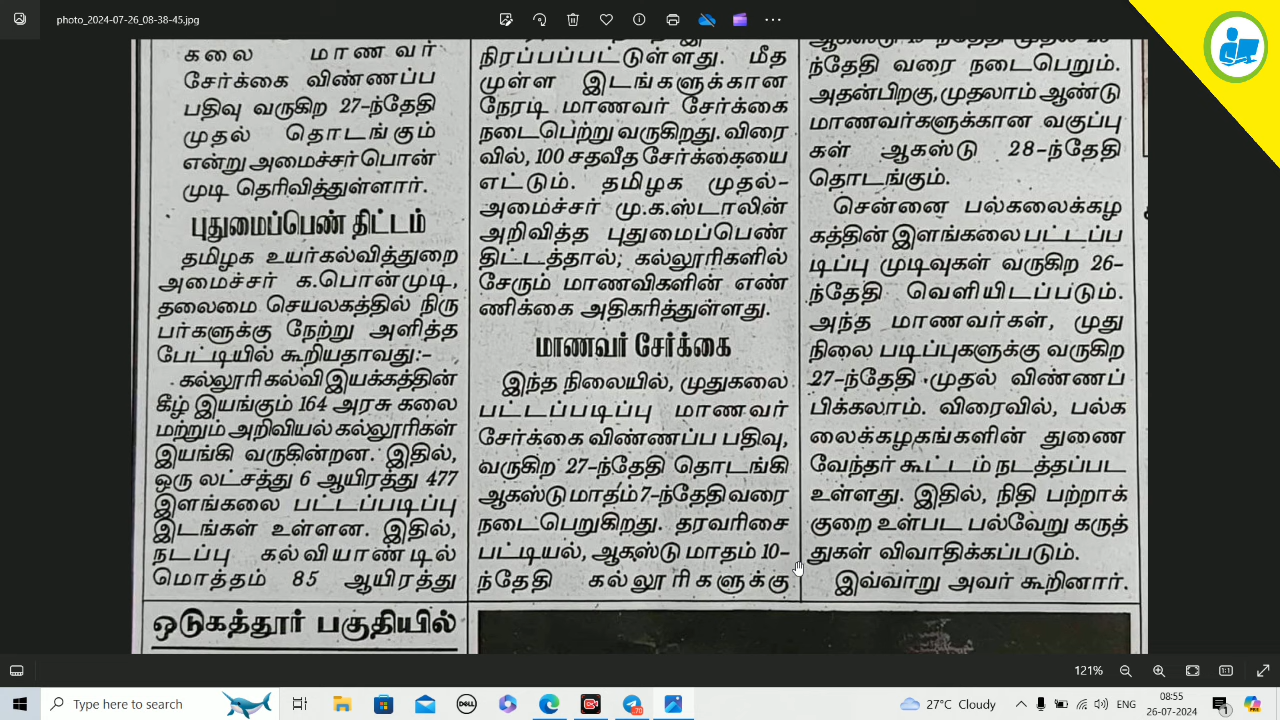 photo_2024-07-26_08-38-45.jpg
கலை மாணவர்
சேர்க்கை விண்ணப்ப
பதிவு வருகிற 27-ந்தேதி
முதல் தொடங்கும்
என்று அமைச்சர் பொன்
முடி தெரிவித்துள்ளார்.
புதுமைப்பெண் திட்டம்
தமிழக உயர்கல்வித்துறை
அமைச்சர் க.பொன்முடி,
தலைமை செயலகத்தில் நிரு
பர்களுக்கு நேற்று அளித்த
பேட்டியில் கூறியதாவது:-
கல்லூரி கல்வி இயக்கத்தின்
கீழ் இயங்கும் 164 அரசு கலை
மற்றும் அறிவியல் கல்லூரிகள்
இயங்கி வருகின்றன. இதில்,
ஒரு லட்சத்து 6 ஆயிரத்து 477
இளங்கலை பட்டப்படிப்பு
இடங்கள் உள்ளன. இதில்,
நடப்பு கல்வியாண்டில்
மொத்தம் 85 ஆயிரத்து
நிரப்பப்பட்டுள்ளது. மீத
முள்ள இடங்களுக்கான
நேரடி மாணவர் சேர்க்கை
நடைபெற்று வருகிறது. விரை
வில், 100 சதவீத சேர்க்கையை
எட்டும். தமிழக முதல்-
அமைச்சர் மு.க.ஸ்டாலின்
அறிவித்த புதுமைப்பெண்
திட்டத்தால், கல்லூரிகளில்
சேரும் மாணவிகளின் எண்
ணிக்கை அதிகரித்துள்ளது.
மாணவர் சேர்க்கை
இந்த நிலையில், முதுகலை
பட்டப்படிப்பு மாணவர்
சேர்க்கை விண்ணப்ப பதிவு,
வருகிற 27-ந்தேதி தொடங்கி
ஆகஸ்டு மாதம் 7-ந்தேதி வரை
நடைபெறுகிறது. தரவரிசை
பட்டியல், ஆகஸ்டு மாதம் 10-
ந்தேதி கல்லூரிகளுக்கு
ந்தேதி வரை நடைபெறும்.
அதன்பிறகு, முதலாம் ஆண்டு
மாணவர்களுக்கான வகுப்பு
கள் ஆகஸ்டு 28-ந்தேதி
தொடங்கும்.
சென்னை பல்கலைக்கழ
கத்தின் இளங்கலை பட்டப்ப
டிப்பு முடிவுகள் வருகிற 26-
ந்தேதி வெளியிடப்படும்.
அந்த மாணவர்கள், முது
நிலை படிப்புகளுக்கு வருகிற
27-ந்தேதி முதல் விண்ணப்
பிக்கலாம். விரைவில், பல்க
லைக்கழகங்களின் துணை
வேந்தர் கூட்டம் நடத்தப்பட
உள்ளது. இதில், நிதி பற்றாக்
குறை உள்பட பல்வேறு கருத்
துகள் விவாதிக்கப்படும்.
இவ்வாறு அவர் கூறினார்.
ஒடுகத்தூர் பகுதியில்
121%
1:1
Type here to search
DELL
70
27°C Cloudy
ENG
08:55
26-07-2024
1
PRE